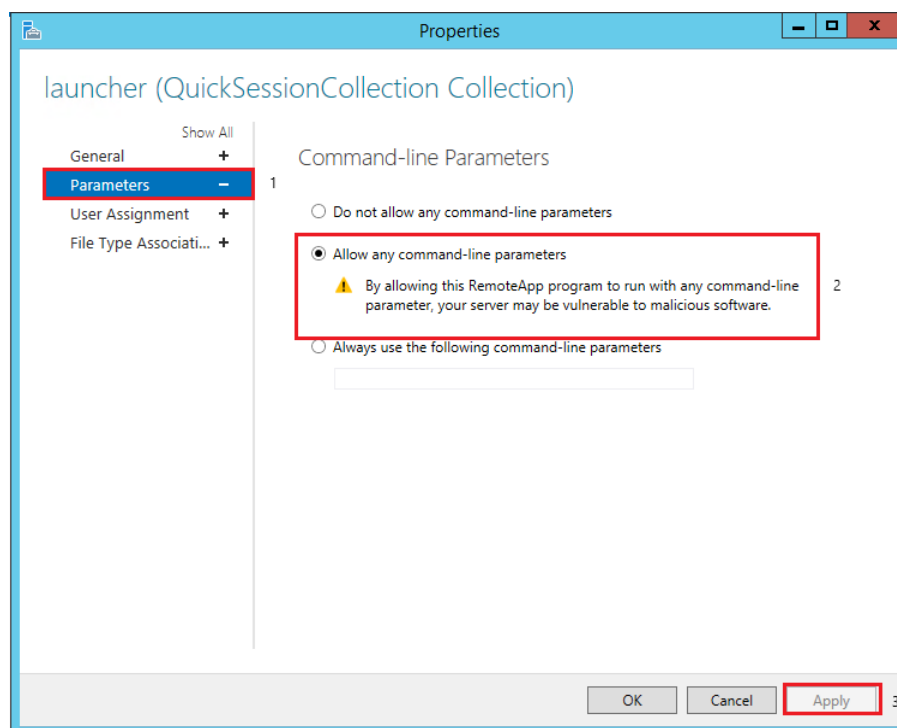 Properties
launcher (QuickSessionCollection Collection)
Show All
General +
Parameters –
User Assignment +
File Type Associati... +
1
Command-line Parameters
Do not allow any command-line parameters
Allow any command-line parameters
By allowing this RemoteApp program to run with any command-line
parameter, your server may be vulnerable to malicious software.
2
Always use the following command-line parameters
OK
Cancel
Apply
3